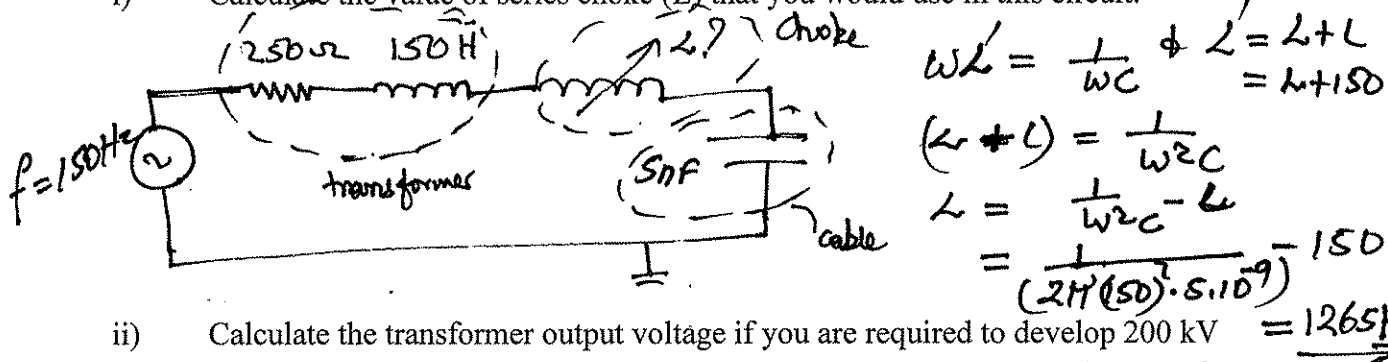 i) Calculate the value of series choke (L) that you would use in this circuit.
250Ω 150H L? Choke
f=150Hz
transformer
5nF
cable
ωL' = 1/ωC & L' = L+L
= L+150
(L + L) = 1/ω²C
L = 1/ω²C - L
= 1/(2π(150)²·5·10⁻⁹) - 150
= 1265H
ii) Calculate the transformer output voltage if you are required to develop 200 kV